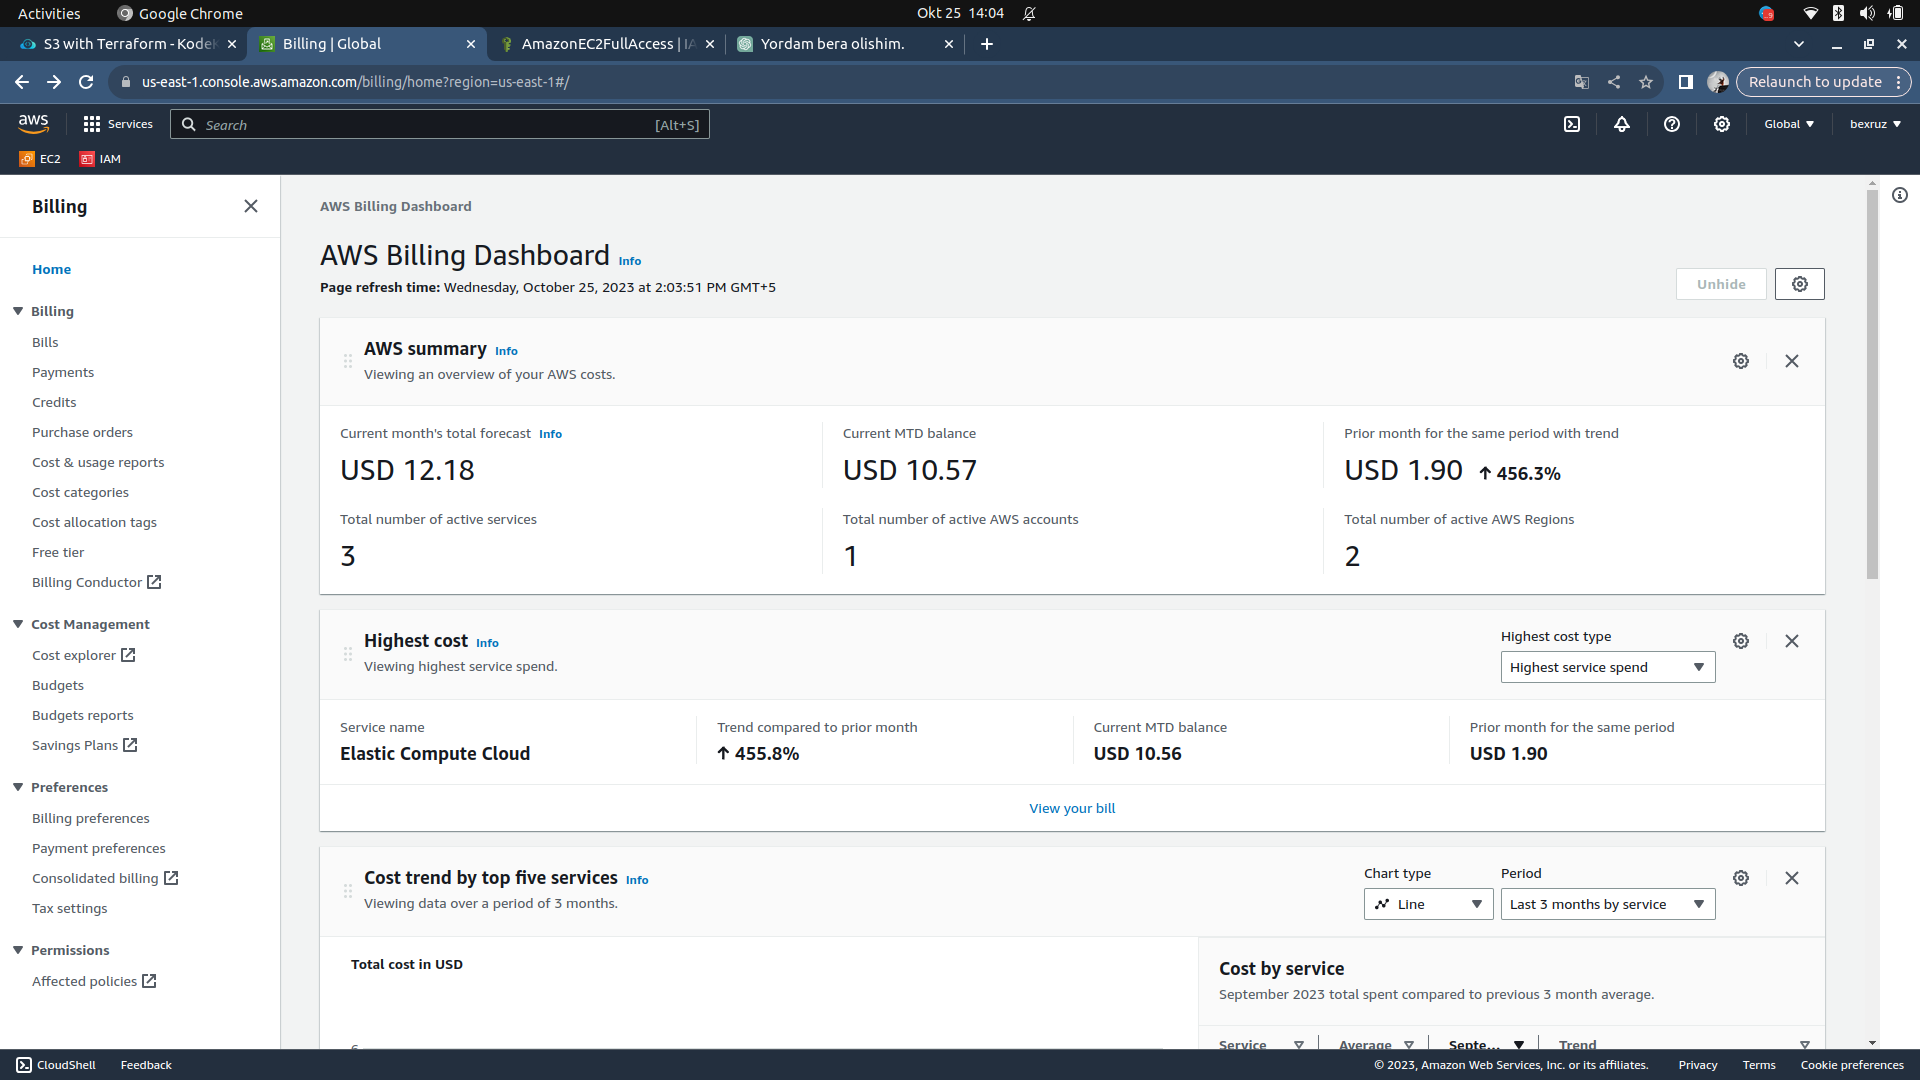 Activities
Google Chrome
Okt 25 14:04
S3 with Terraform - KodeK
Billing | Global
AmazonEC2FullAccess | IA
Yordam bera olishim.
us-east-1.console.aws.amazon.com/billing/home?region=us-east-1#/
Relaunch to update
aws
Services
Search
[Alt+S]
Global
bexruz
EC2
IAM
Billing
Home
Billing
Bills
Payments
Credits
Purchase orders
Cost & usage reports
Cost categories
Cost allocation tags
Free tier
Billing Conductor
Cost Management
Cost explorer
Budgets
Budgets reports
Savings Plans
Preferences
Billing preferences
Payment preferences
Consolidated billing
Tax settings
Permissions
Affected policies
AWS Billing Dashboard
AWS Billing Dashboard Info
Page refresh time: Wednesday, October 25, 2023 at 2:03:51 PM GMT+5
Unhide
AWS summary Info
Viewing an overview of your AWS costs.
Current month's total forecast Info
USD 12.18
Current MTD balance
USD 10.57
Prior month for the same period with trend
USD 1.90 ↑ 456.3%
Total number of active services
3
Total number of active AWS accounts
1
Total number of active AWS Regions
2
Highest cost Info
Viewing highest service spend.
Highest cost type
Highest service spend
Service name
Elastic Compute Cloud
Trend compared to prior month
↑ 455.8%
Current MTD balance
USD 10.56
Prior month for the same period
USD 1.90
View your bill
Cost trend by top five services Info
Viewing data over a period of 3 months.
Chart type
Line
Period
Last 3 months by service
Total cost in USD
6
Cost by service
September 2023 total spent compared to previous 3 month average.
Service
Average
Septe...
Trend
CloudShell
Feedback
© 2023, Amazon Web Services, Inc. or its affiliates.
Privacy
Terms
Cookie preferences